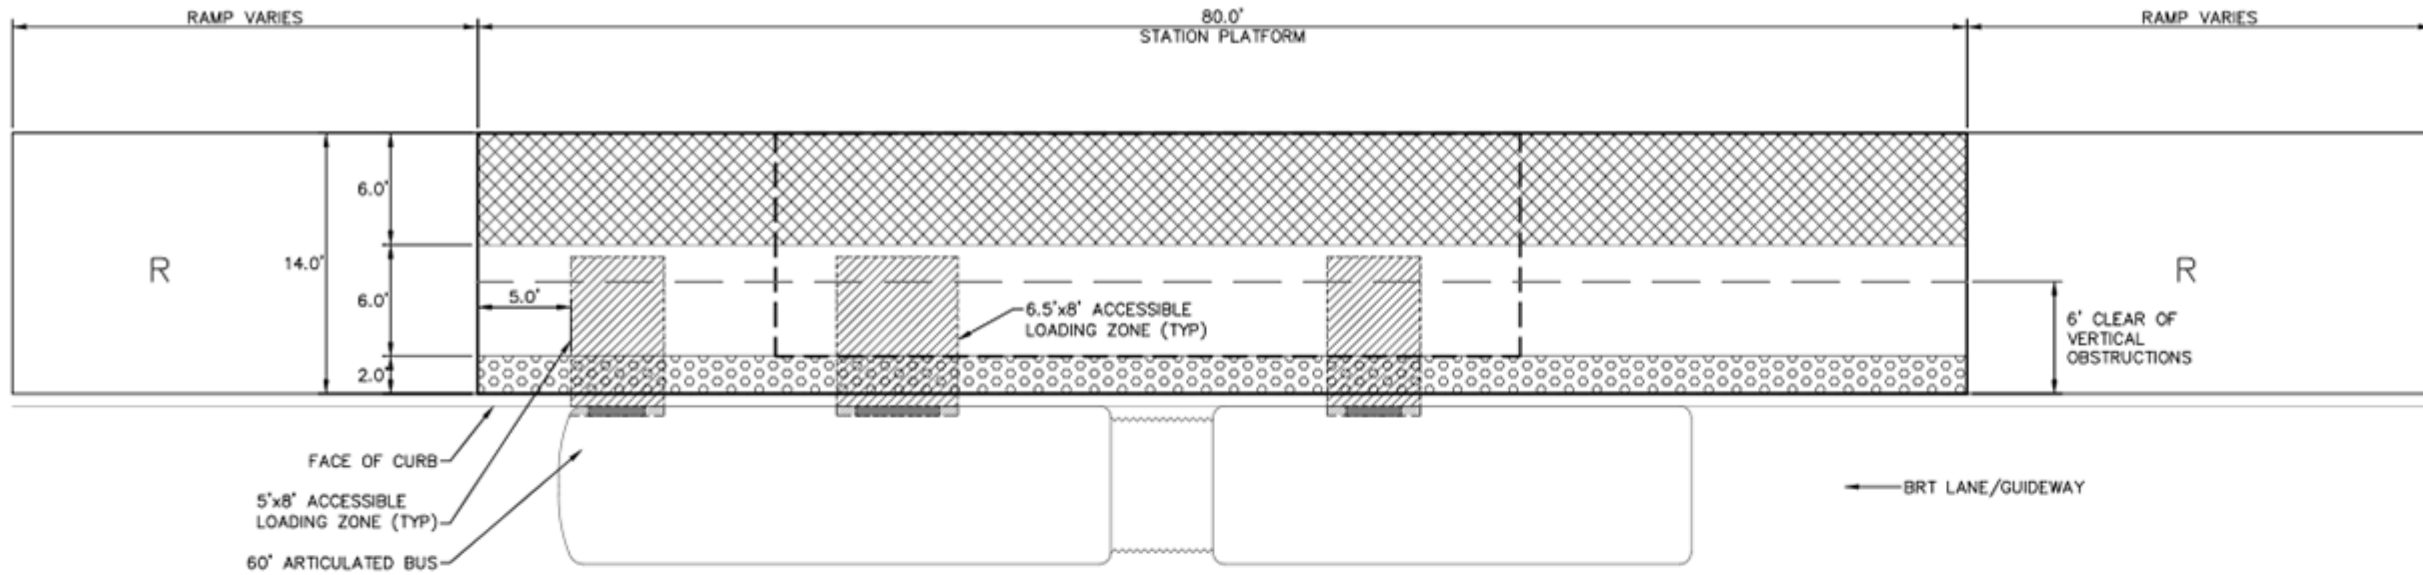 RAMP VARIES
80.0'
STATION PLATFORM
RAMP VARIES
6.0'
14.0'
6.0'
2.0'
5.0'
R
R
6.5'x8' ACCESSIBLE
LOADING ZONE (TYP)
6' CLEAR OF
VERTICAL
OBSTRUCTIONS
FACE OF CURB
5'x8' ACCESSIBLE
LOADING ZONE (TYP)
60' ARTICULATED BUS
BRT LANE/GUIDEWAY